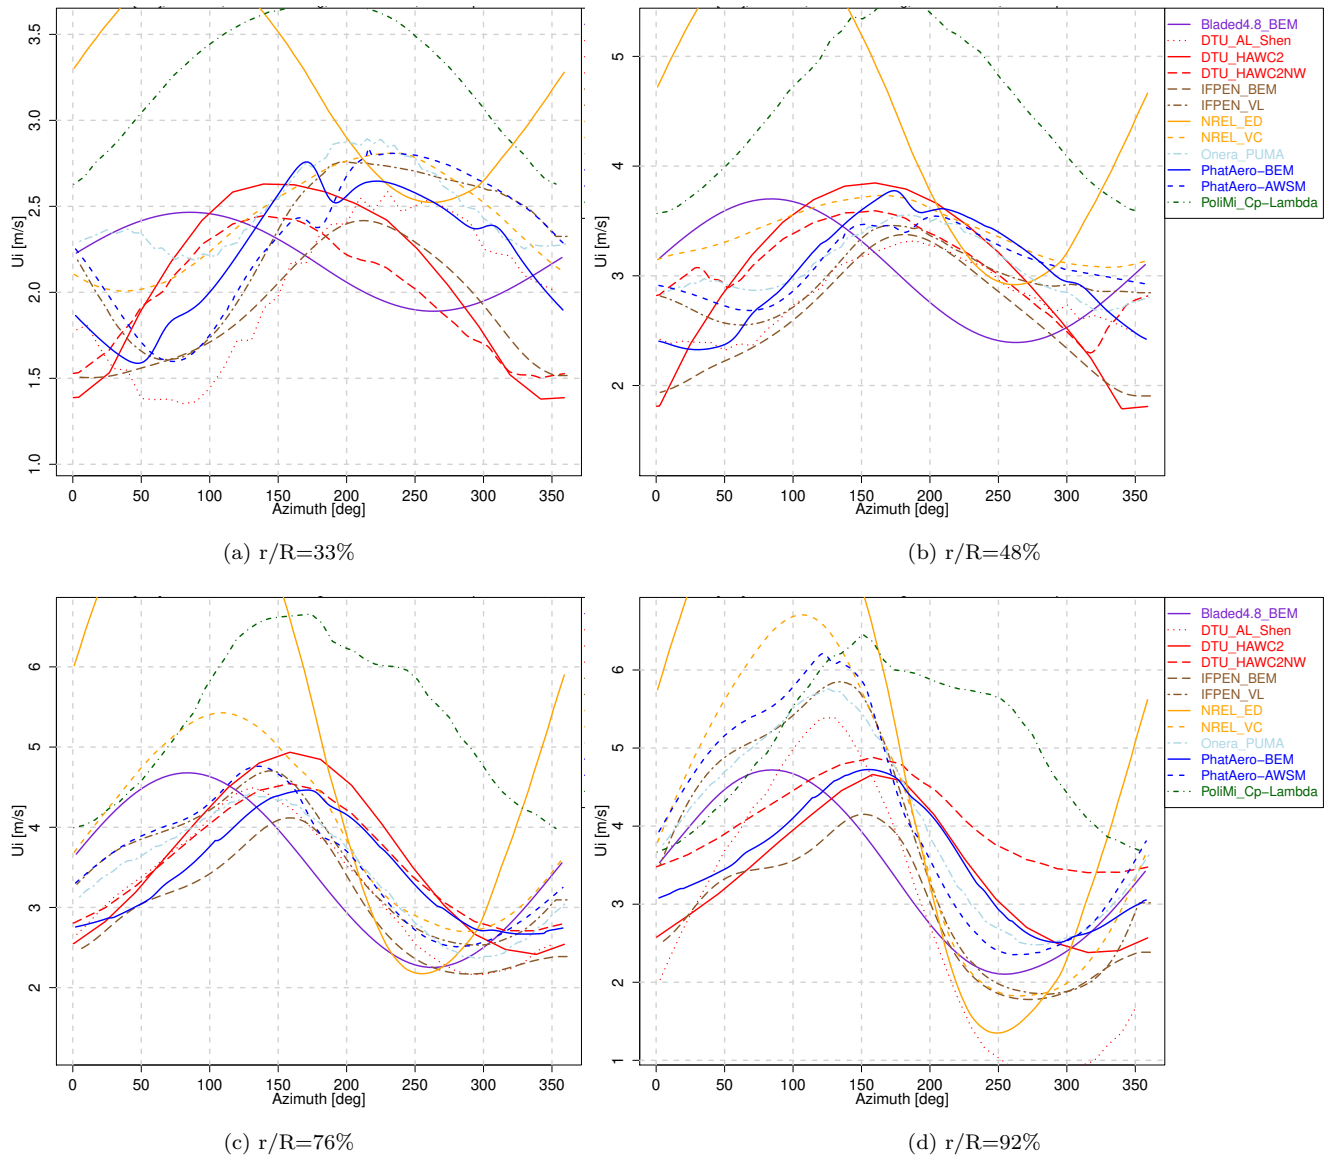 3.5
3.0
2.5
2.0
1.5
1.0
Ui [m/s]
0 50 100 150 200 250 300 350
Azimuth [deg]
(a) r/R=33%
5
4
3
2
Ui [m/s]
0 50 100 150 200 250 300 350
Azimuth [deg]
(b) r/R=48%
Bladed4.8_BEM
DTU_AL_Shen
DTU_HAWC2
DTU_HAWC2NW
IFPEN_BEM
IFPEN_VL
NREL_ED
NREL_VC
Onera_PUMA
PhatAero-BEM
PhatAero-AWSM
PoliMi_Cp-Lambda
6
5
4
3
2
Ui [m/s]
0 50 100 150 200 250 300 350
Azimuth [deg]
(c) r/R=76%
6
5
4
3
2
1
Ui [m/s]
0 50 100 150 200 250 300 350
Azimuth [deg]
(d) r/R=92%
Bladed4.8_BEM
DTU_AL_Shen
DTU_HAWC2
DTU_HAWC2NW
IFPEN_BEM
IFPEN_VL
NREL_ED
NREL_VC
Onera_PUMA
PhatAero-BEM
PhatAero-AWSM
PoliMi_Cp-Lambda